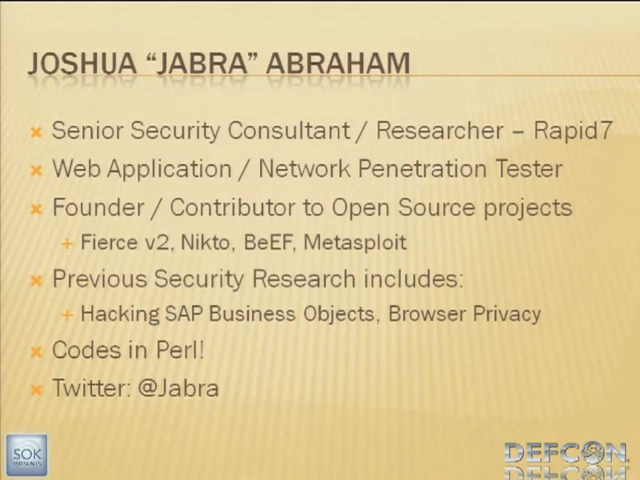 JOSHUA “JABRA” ABRAHAM
Senior Security Consultant / Researcher – Rapid7
Web Application / Network Penetration Tester
Founder / Contributor to Open Source projects
Fierce v2, Nikto, BeEF, Metasploit
Previous Security Research includes:
Hacking SAP Business Objects, Browser Privacy
Codes in Perl!
Twitter: @Jabra
SOK
DEFCON